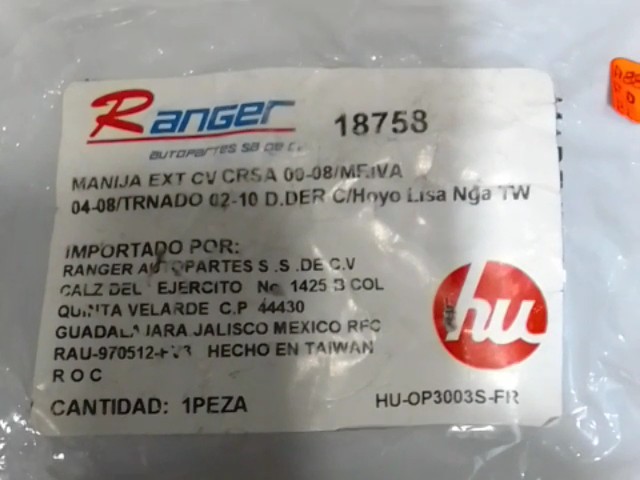 Ranger
AUTOPARTES SA DE C.
18758
MANIJA EXT CV CRSA 00-08/MERIVA
04-08/TRNADO 02-10 D.DER C/Hoyo Lisa Nga TW
IMPORTADO POR:
RANGER AUTOPARTES S .S .DE C.V
CALZ DEL EJERCITO No 1425 B COL
QUINTA VELARDE C.P 44430
GUADALAJARA JALISCO MEXICO RFC
HECHO EN TAIWAN
R O C
hu
CANTIDAD: 1PEZA
HU-OP3003S-FR